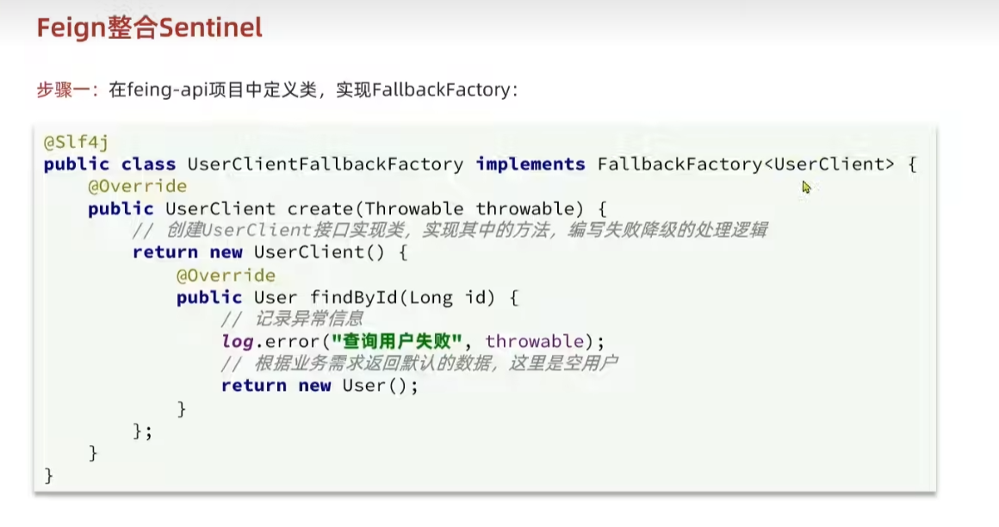 Feign整合Sentinel
步骤一：在feing-api项目中定义类，实现FallbackFactory：
@Slf4j
public class UserClientFallbackFactory implements FallbackFactory<UserClient> {
    @Override
    public UserClient create(Throwable throwable) {
        // 创建UserClient接口实现类，实现其中的方法，编写失败降级的处理逻辑
        return new UserClient() {
            @Override
            public User findById(Long id) {
                // 记录异常信息
                log.error("查询用户失败", throwable);
                // 根据业务需求返回默认的数据，这里是空用户
                return new User();
            }
        };
    }
}